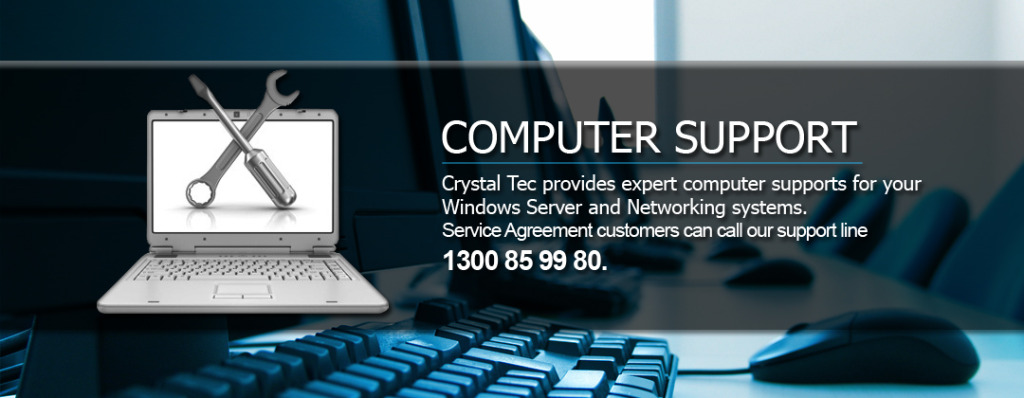 COMPUTER SUPPORT
Crystal Tec provides expert computer supports for your
Windows Server and Networking systems.
Service Agreement customers can call our support line
1300 85 99 80.